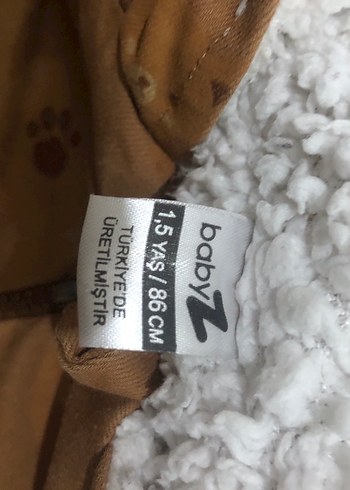 babyZ
1,5 YAŞ / 86 CM
TÜRKİYE'DE
ÜRETİLMİŞTİR